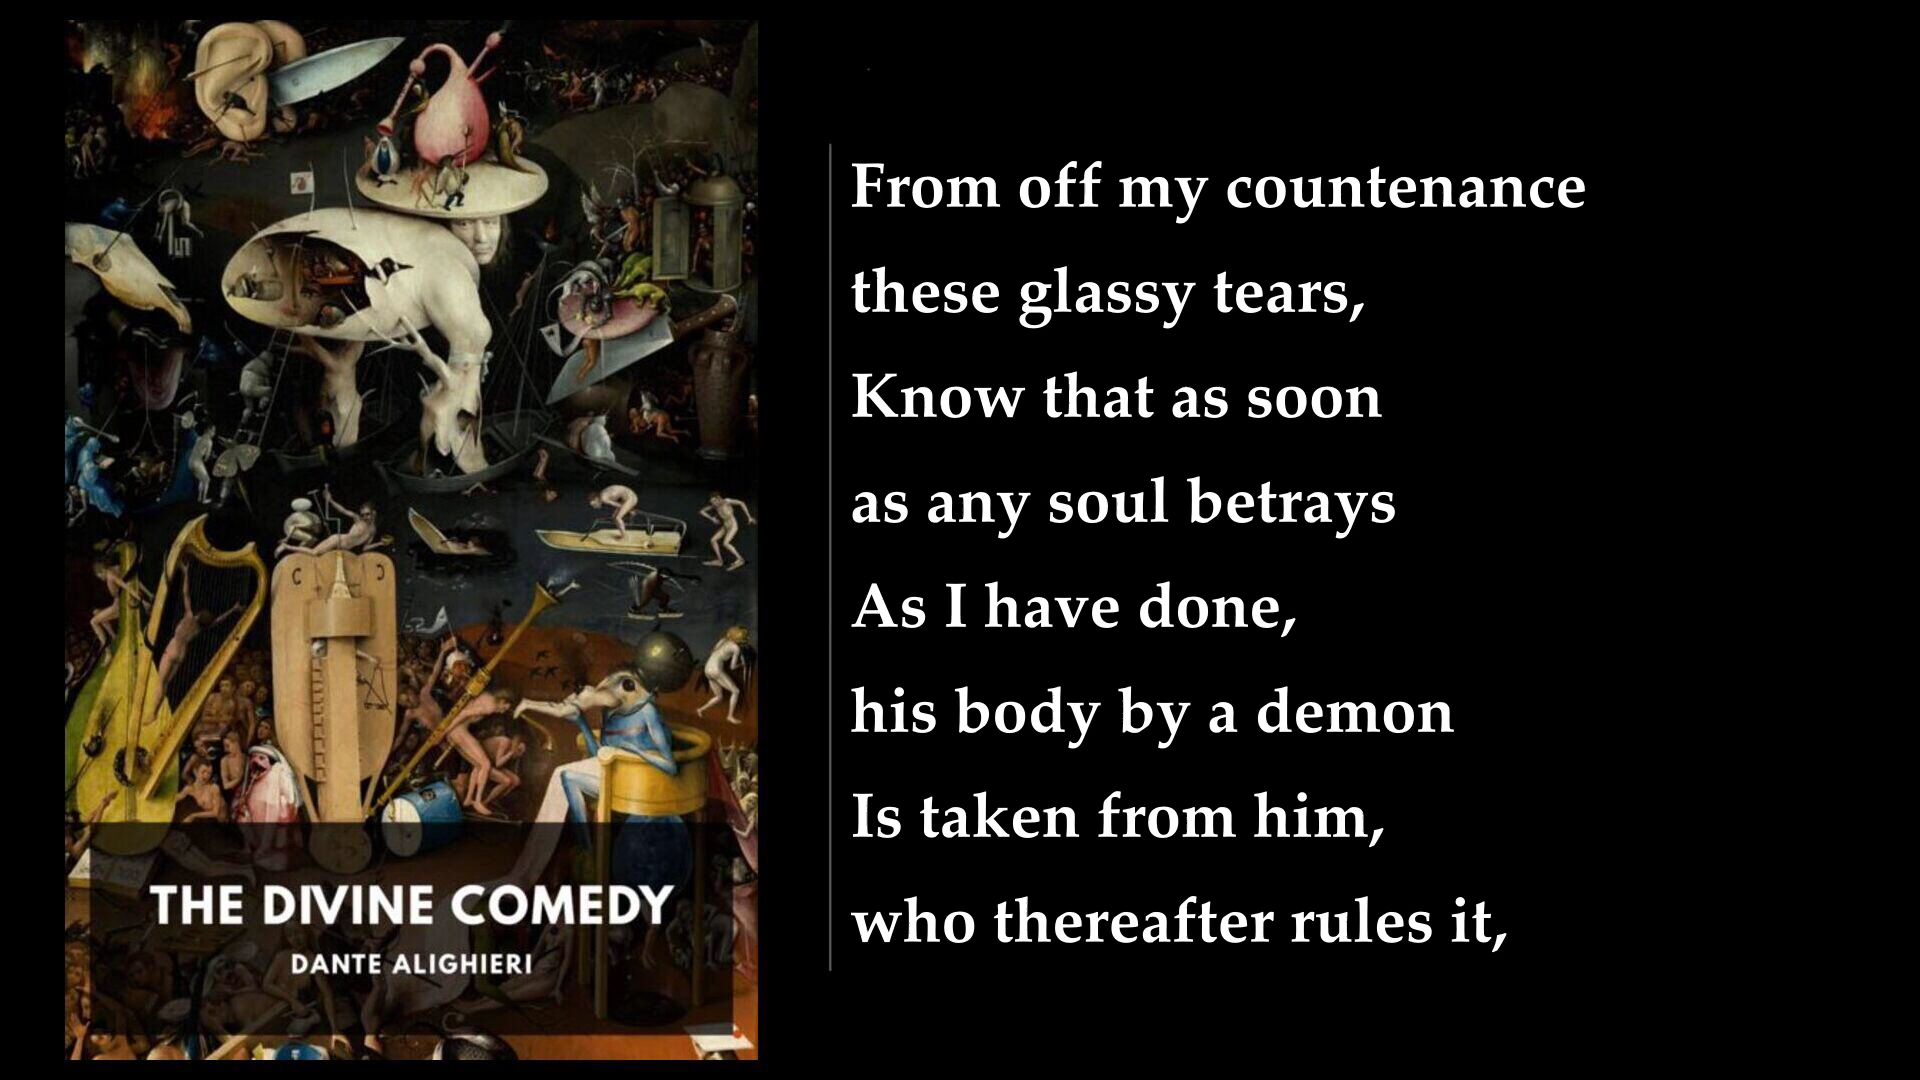 From off my countenance
these glassy tears,
Know that as soon
as any soul betrays
As I have done,
his body by a demon
Is taken from him,
who thereafter rules it,
THE DIVINE COMEDY
DANTE ALIGHIERI